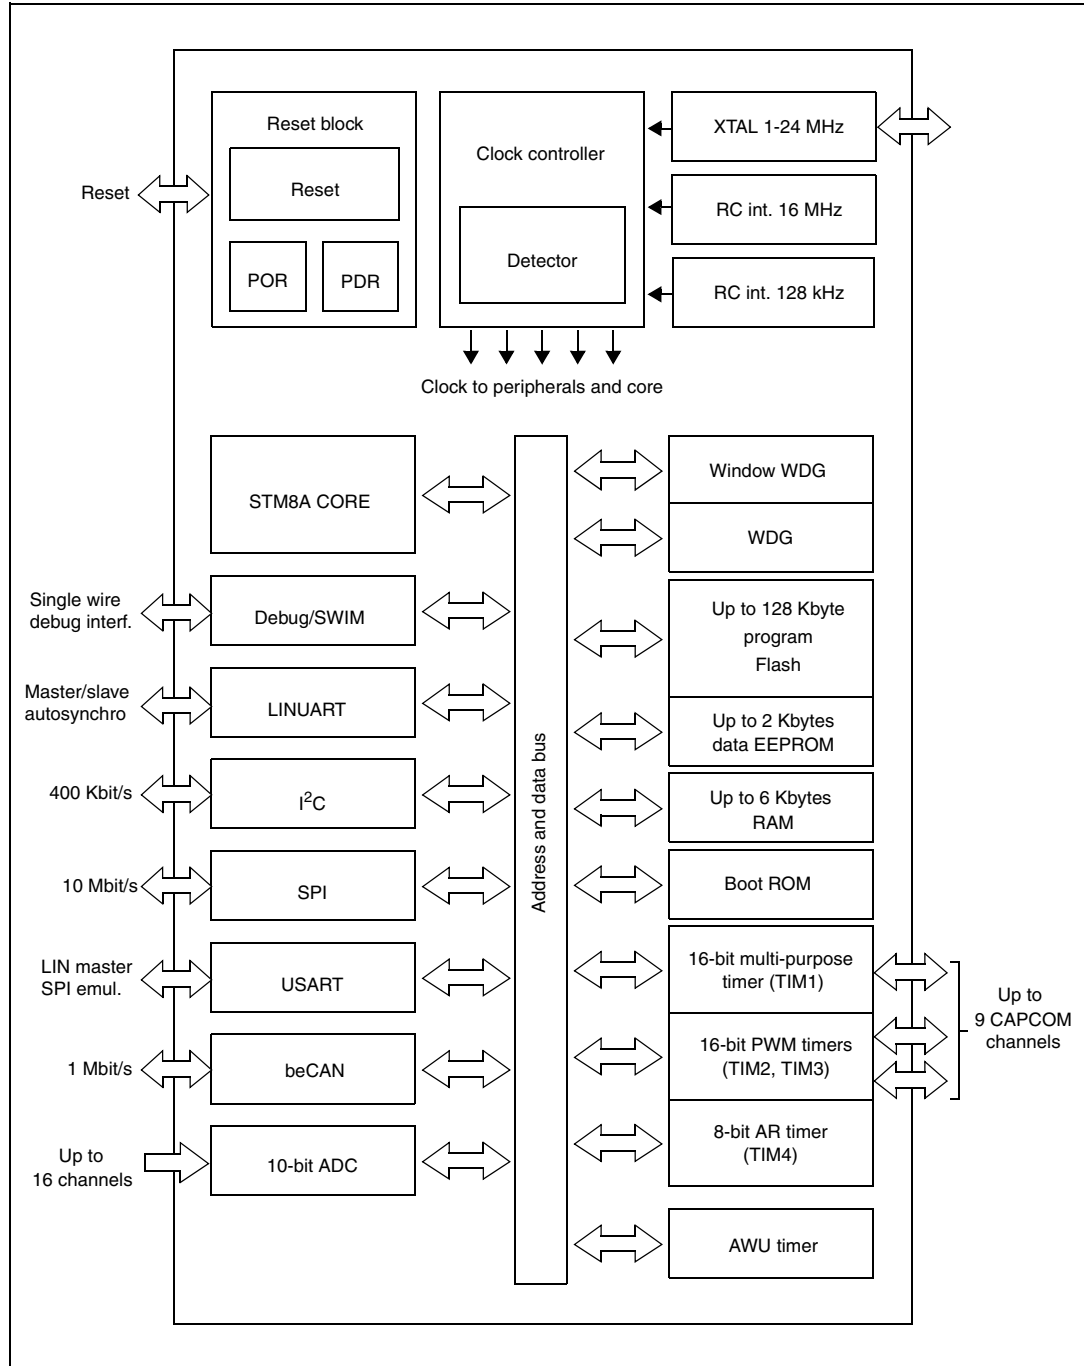 Reset block
Reset
POR
PDR
Reset
Clock controller
Detector
XTAL 1-24 MHz
RC int. 16 MHz
RC int. 128 kHz
Clock to peripherals and core
STM8A CORE
Single wire
debug interf.
Debug/SWIM
Master/slave
autosynchro
LINUART
400 Kbit/s
I²C
10 Mbit/s
SPI
LIN master
SPI emul.
USART
1 Mbit/s
beCAN
Up to
16 channels
10-bit ADC
Address and data bus
Window WDG
WDG
Up to 128 Kbyte
program
Flash
Up to 2 Kbytes
data EEPROM
Up to 6 Kbytes
RAM
Boot ROM
16-bit multi-purpose
timer (TIM1)
16-bit PWM timers
(TIM2, TIM3)
8-bit AR timer
(TIM4)
AWU timer
Up to
9 CAPCOM
channels